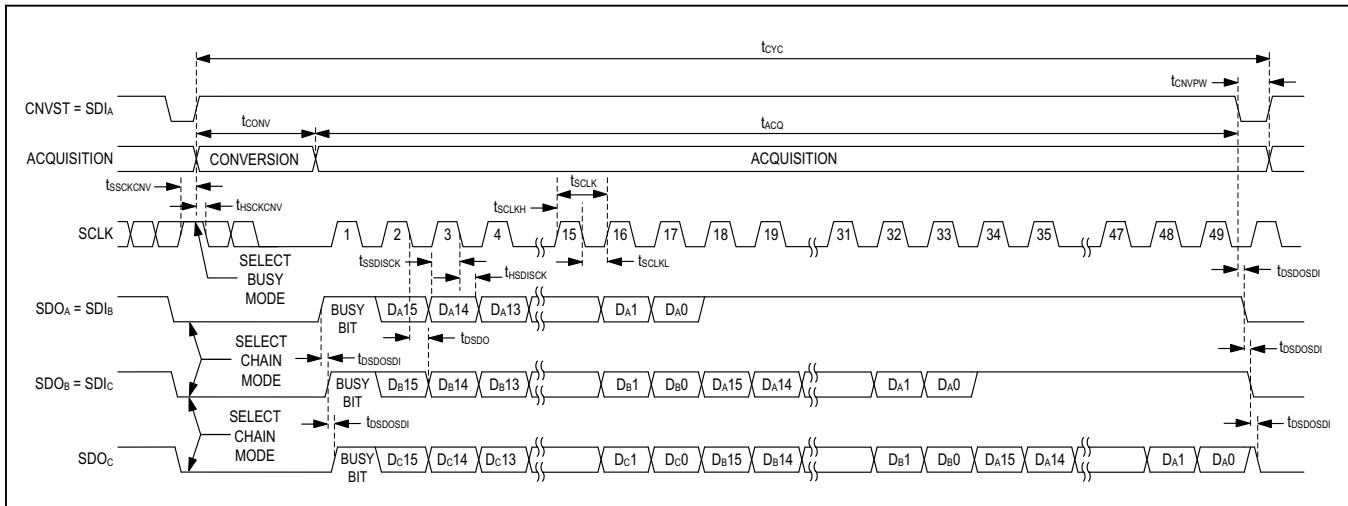 tCYC
tCNVPW
CNVST = SDIA
tCONV
tACQ
ACQUISITION
CONVERSION
ACQUISITION
tSSCKCNV
tHSCKCNV
tSCLK
tSCLKH
SCLK
1 2 3 4 15 16 17 18 19 31 32 33 34 35 47 48 49
tSSDISCK
tHSDISCK
tSCLKL
tDSDOSDI
SELECT
BUSY
MODE
SDOA = SDIB
BUSY
BIT
DA15 DA14 DA13 DA1 DA0
SELECT
CHAIN
MODE
tDSDO
tDSDOSDI
tDSDOSDI
SDOB = SDIC
BUSY
BIT
DB15 DB14 DB13 DB1 DB0 DA15 DA14 DA1 DA0
SELECT
CHAIN
MODE
tDSDOSDI
tDSDOSDI
SDOC
BUSY
BIT
DC15 DC14 DC13 DC1 DC0 DB15 DB14 DB1 DB0 DA15 DA14 DA1 DA0